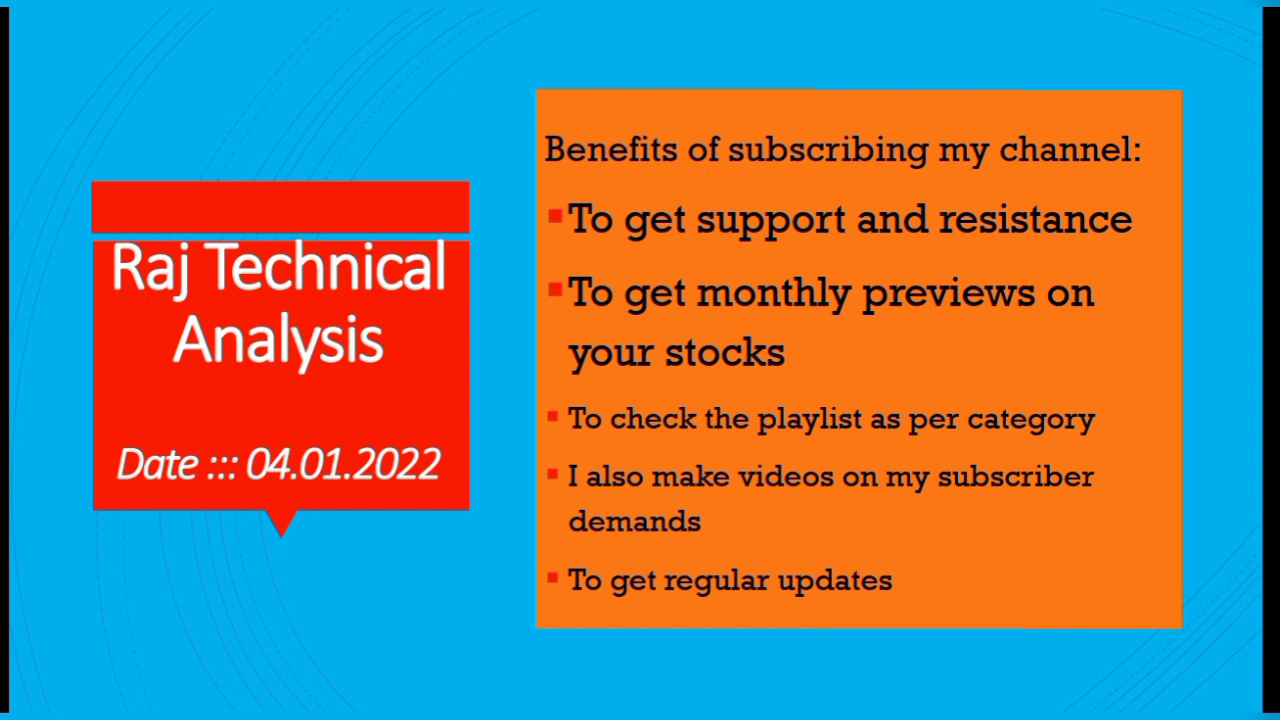 Raj Technical
Analysis
Date ::: 04.01.2022
Benefits of subscribing my channel:
To get support and resistance
To get monthly previews on
your stocks
To check the playlist as per category
I also make videos on my subscriber
demands
To get regular updates